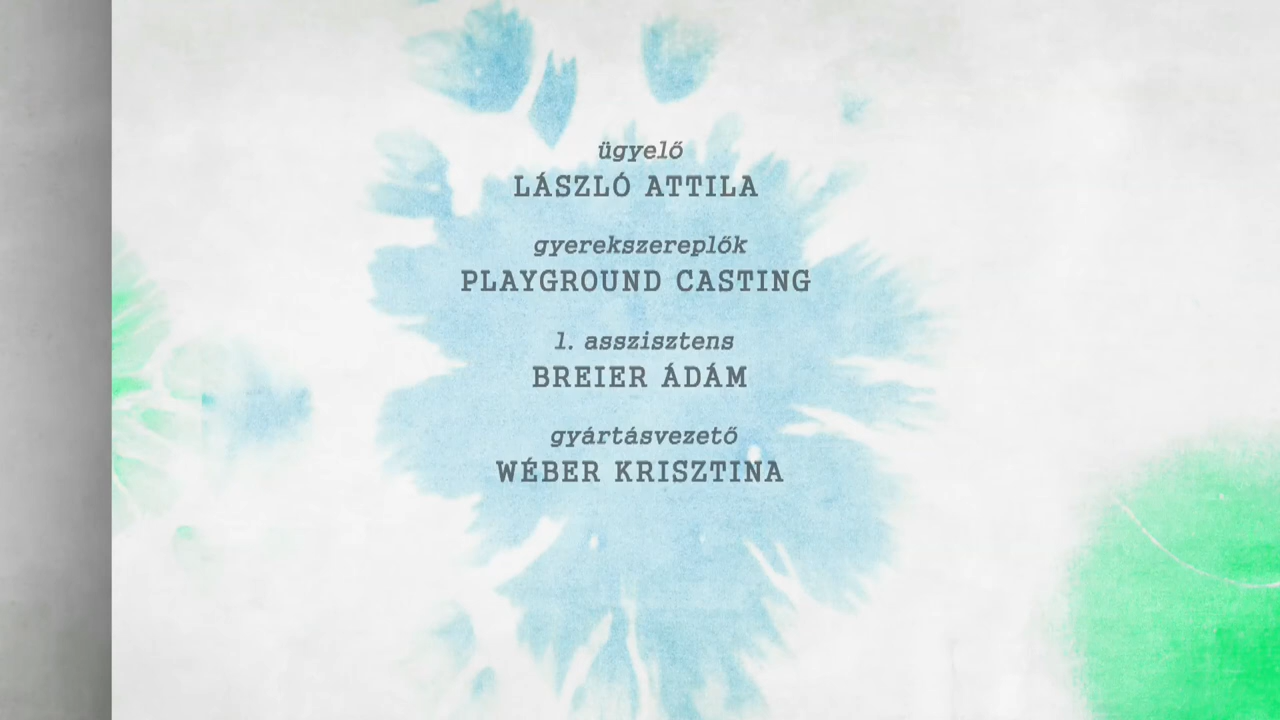 ügyelő
LÁSZLÓ ATTILA
gyerekszereplők
PLAYGROUND CASTING
1. asszisztens
BREIER ÁDÁM
gyártásvezető
WÉBER KRISZTINA